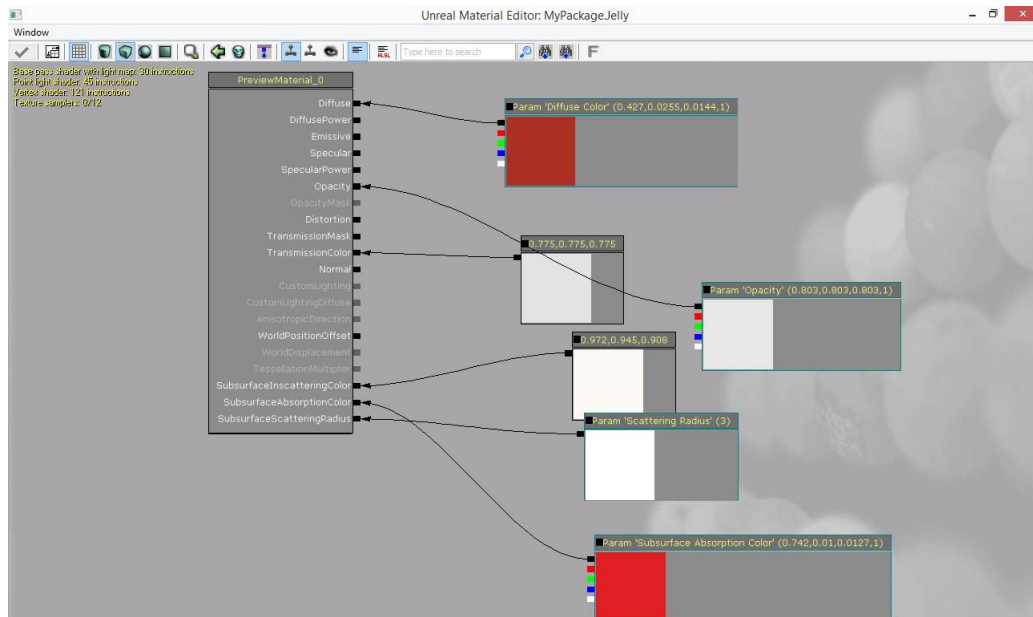 Unreal Material Editor: MyPackageJelly
Window
HLSL
Type here to search
F
Base pass shader with light map: 30 instructions
Point light shader: 45 instructions
Vertex shader: 121 instructions
Texture samplers: 0/12
PreviewMaterial_0
Diffuse
DiffusePower
Emissive
Specular
SpecularPower
Opacity
OpacityMask
Distortion
TransmissionMask
TransmissionColor
Normal
CustomLighting
CustomLightingDiffuse
AnisotropicDirection
WorldPositionOffset
WorldDisplacement
TessellationMultiplier
SubsurfaceInscatteringColor
SubsurfaceAbsorptionColor
SubsurfaceScatteringRadius
Param 'Diffuse Color' (0.427,0.0255,0.0144,1)
0.775,0.775,0.775
Param 'Opacity' (0.803,0.803,0.803,1)
0.972,0.945,0.908
Param 'Scattering Radius' (3)
Param 'Subsurface Absorption Color' (0.742,0.01,0.0127,1)